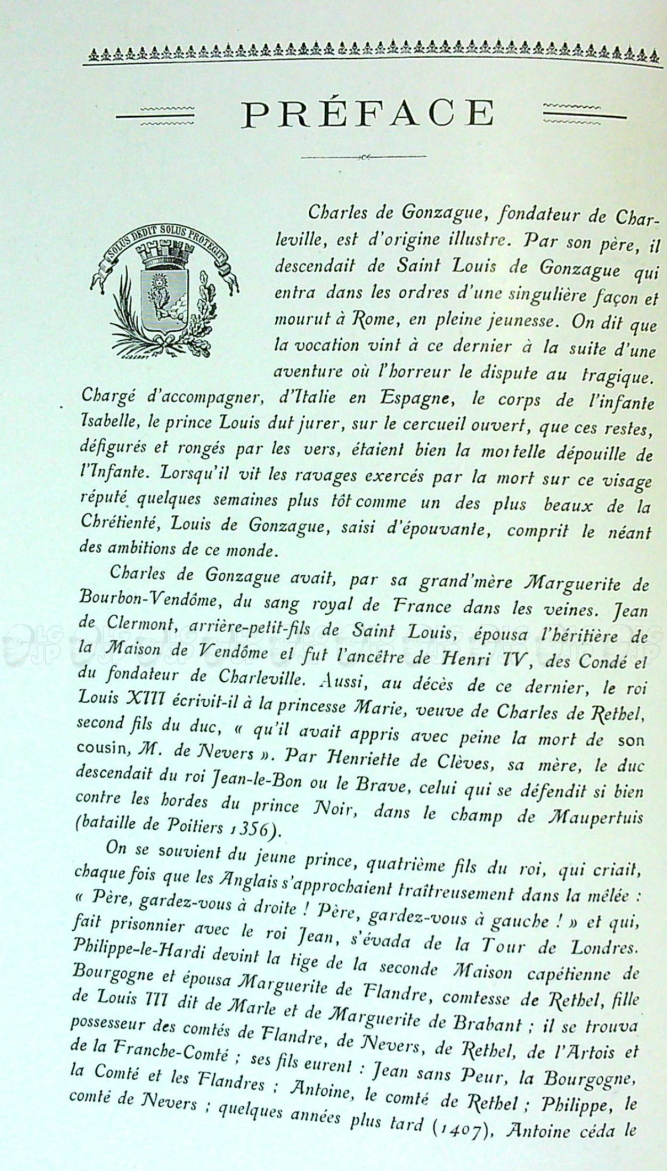 PRÉFACE
SOLUS DEDIT SOLUS PROTEGIT
Charles de Gonzague, fondateur de Char-
leville, est d'origine illustre. Par son père, il
descendait de Saint Louis de Gonzague qui
entra dans les ordres d'une singulière façon et
mourut à Rome, en pleine jeunesse. On dit que
la vocation vint à ce dernier à la suite d'une
aventure où l'horreur le dispute au tragique.
Chargé d'accompagner, d'Italie en Espagne, le corps de l'infante
Isabelle, le prince Louis dut jurer, sur le cercueil ouvert, que ces restes,
défigurés et rongés par les vers, étaient bien la mortelle dépouille de
l'Infante. Lorsqu'il vit les ravages exercés par la mort sur ce visage
réputé quelques semaines plus tôt comme un des plus beaux de la
Chrétienté, Louis de Gonzague, saisi d'épouvante, comprit le néant
des ambitions de ce monde.
Charles de Gonzague avait, par sa grand'mère Marguerite de
Bourbon-Vendôme, du sang royal de France dans les veines. Jean
de Clermont, arrière-petit-fils de Saint Louis, épousa l'héritière de
la Maison de Vendôme et fut l'ancêtre de Henri IV, des Condé et
du fondateur de Charleville. Aussi, au décès de ce dernier, le roi
Louis XIII écrivit-il à la princesse Marie, veuve de Charles de Rethel,
second fils du duc, « qu'il avait appris avec peine la mort de son
cousin, M. de Nevers ». Par Henriette de Clèves, sa mère, le duc
descendait du roi Jean-le-Bon ou le Brave, celui qui se défendit si bien
contre les hordes du prince Noir, dans le champ de Maupertuis
(bataille de Poitiers 1356).
On se souvient du jeune prince, quatrième fils du roi, qui criait,
chaque fois que les Anglais s'approchaient traîtreusement dans la mêlée :
« Père, gardez-vous à droite ! Père, gardez-vous à gauche ! » et qui,
fait prisonnier avec le roi Jean, s'évada de la Tour de Londres.
Philippe-le-Hardi devint la tige de la seconde Maison capétienne de
Bourgogne et épousa Marguerite de Flandre, comtesse de Rethel, fille
de Louis III dit de Marle et de Marguerite de Brabant ; il se trouva
possesseur des comtés de Flandre, de Nevers, de Rethel, de l'Artois et
de la Franche-Comté ; ses fils eurent : Jean sans Peur, la Bourgogne,
la Comté et les Flandres ; Antoine, le comté de Rethel ; Philippe, le
comté de Nevers ; quelques années plus tard (1407), Antoine céda le